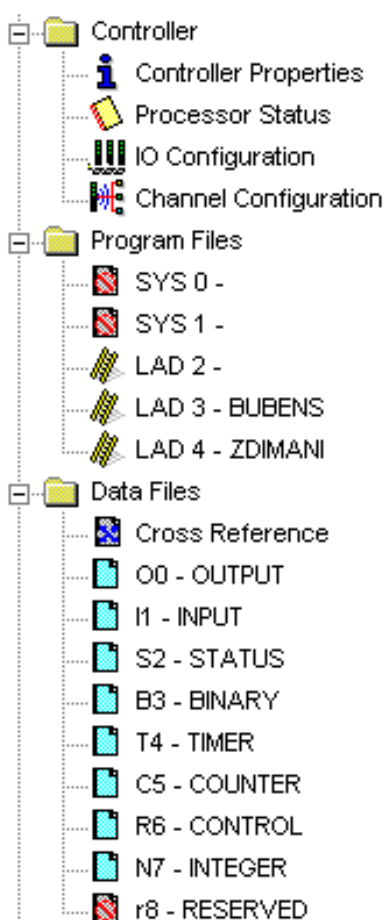 Controller
Controller Properties
Processor Status
IO Configuration
Channel Configuration
Program Files
SYS 0 -
SYS 1 -
LAD 2 -
LAD 3 - BUBENS
LAD 4 - ZDIMANI
Data Files
Cross Reference
O0 - OUTPUT
I1 - INPUT
S2 - STATUS
B3 - BINARY
T4 - TIMER
C5 - COUNTER
R6 - CONTROL
N7 - INTEGER
r8 - RESERVED